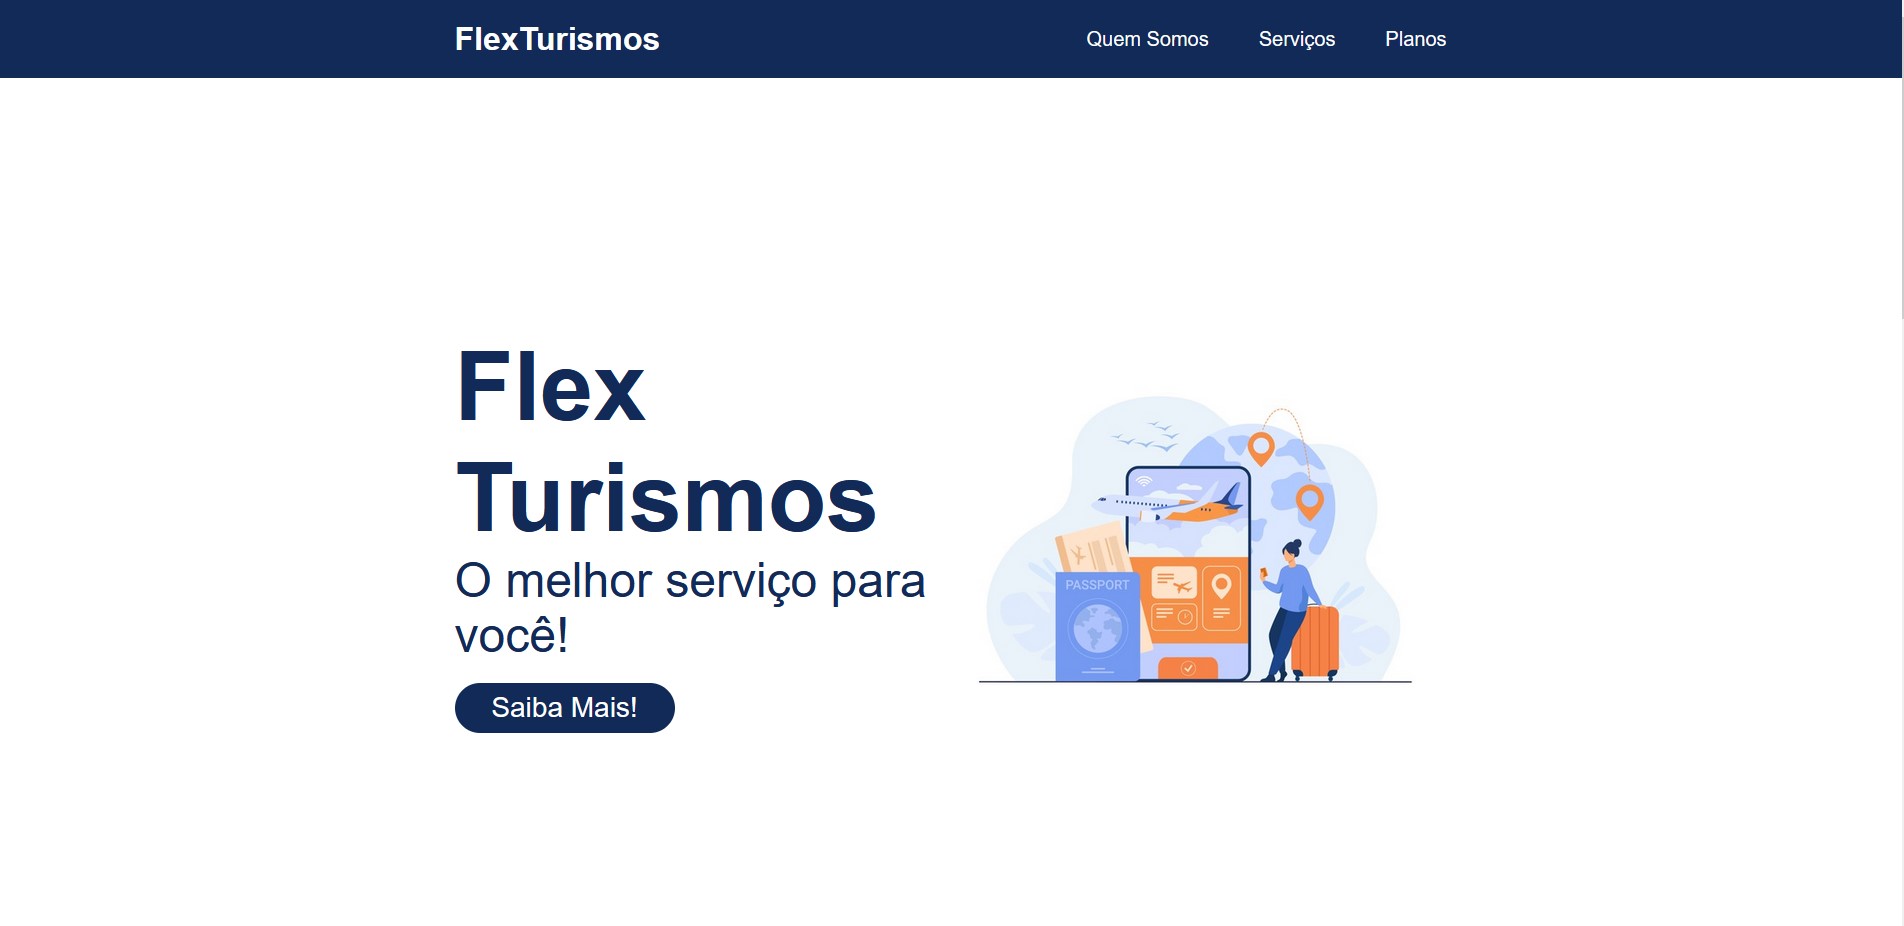 FlexTurismos
Quem Somos Serviços Planos
Flex
Turismos
O melhor serviço para
você!
Saiba Mais!
PASSPORT